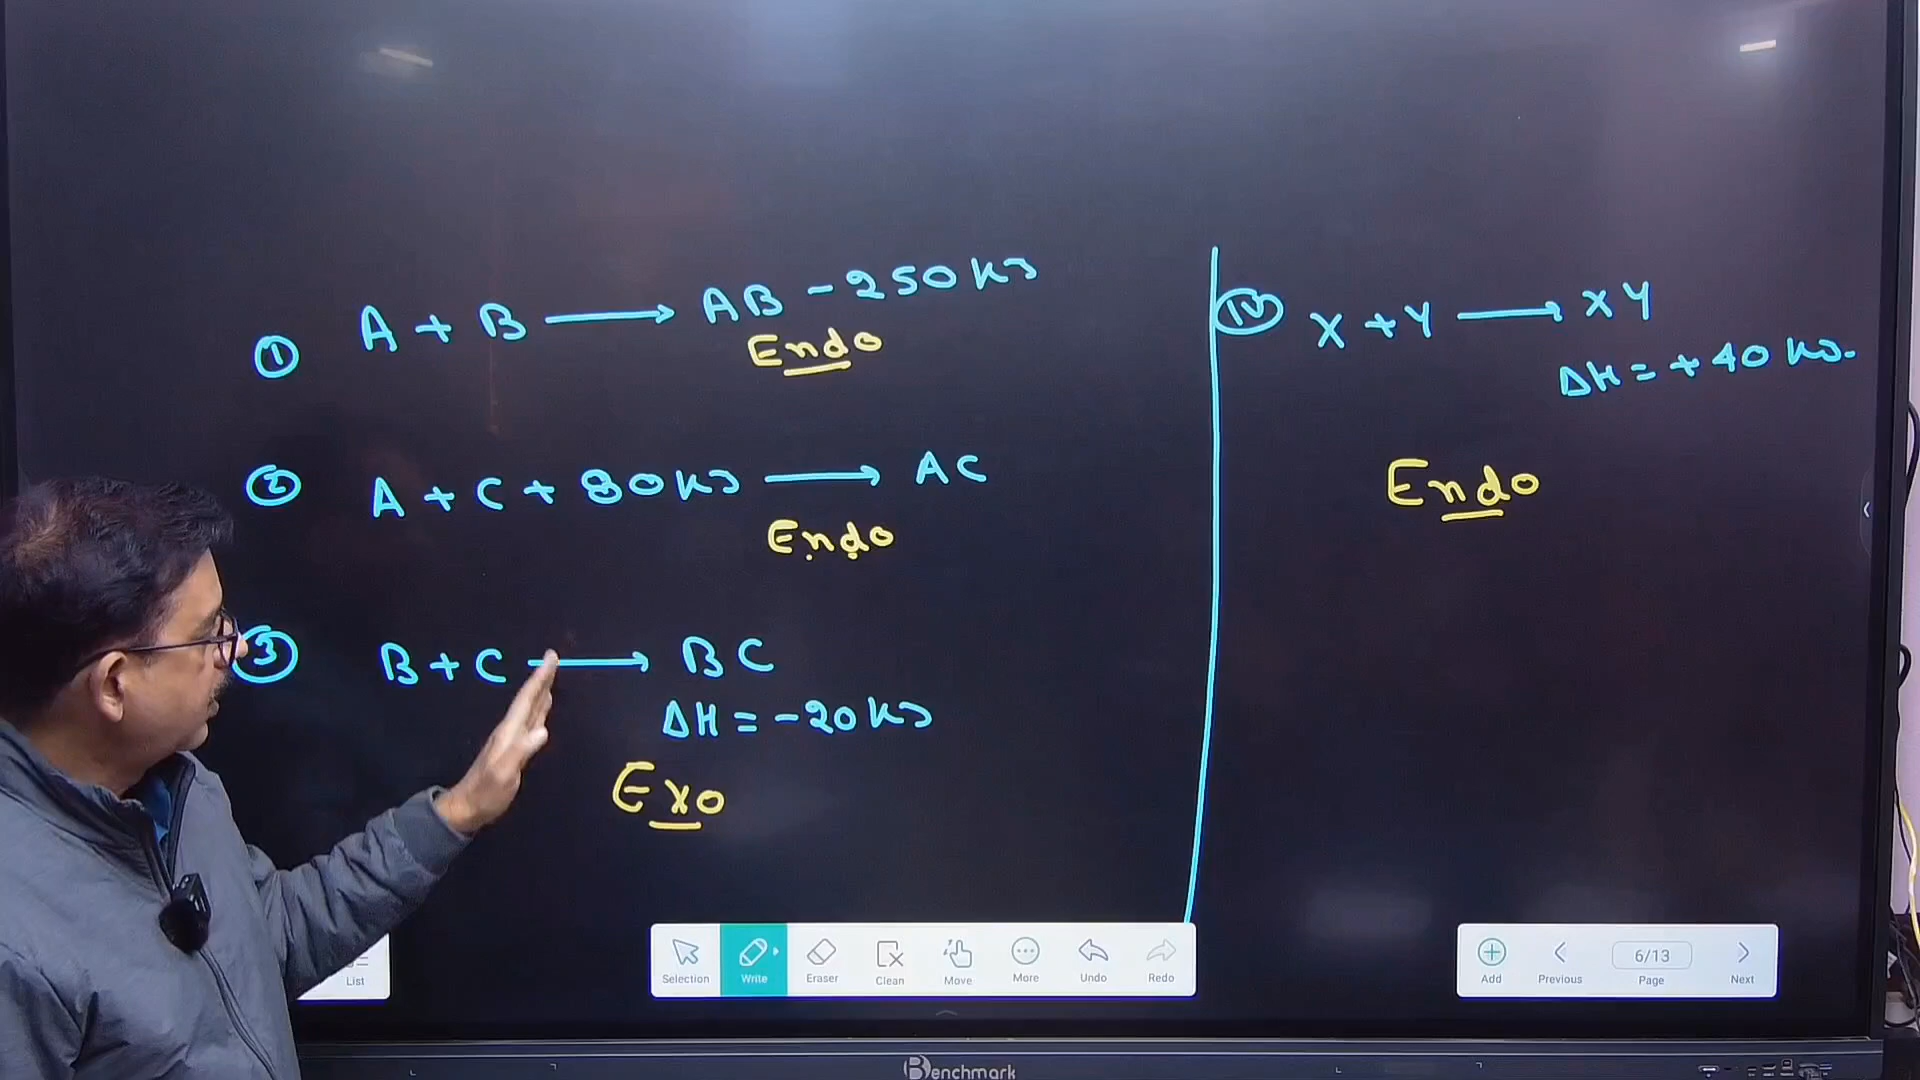 ① A + B ⟶ AB - 250 KJ
Endo
② A + C + 80 KJ ⟶ AC
Endo
③ B + C ⟶ BC
ΔH = -20 KJ
Exo
IV X + Y ⟶ XY
ΔH = + 40 KJ.
Endo
List
Selection Write Eraser Clean Move More Undo Redo
Add Previous 6/13 Page Next
Benchmark